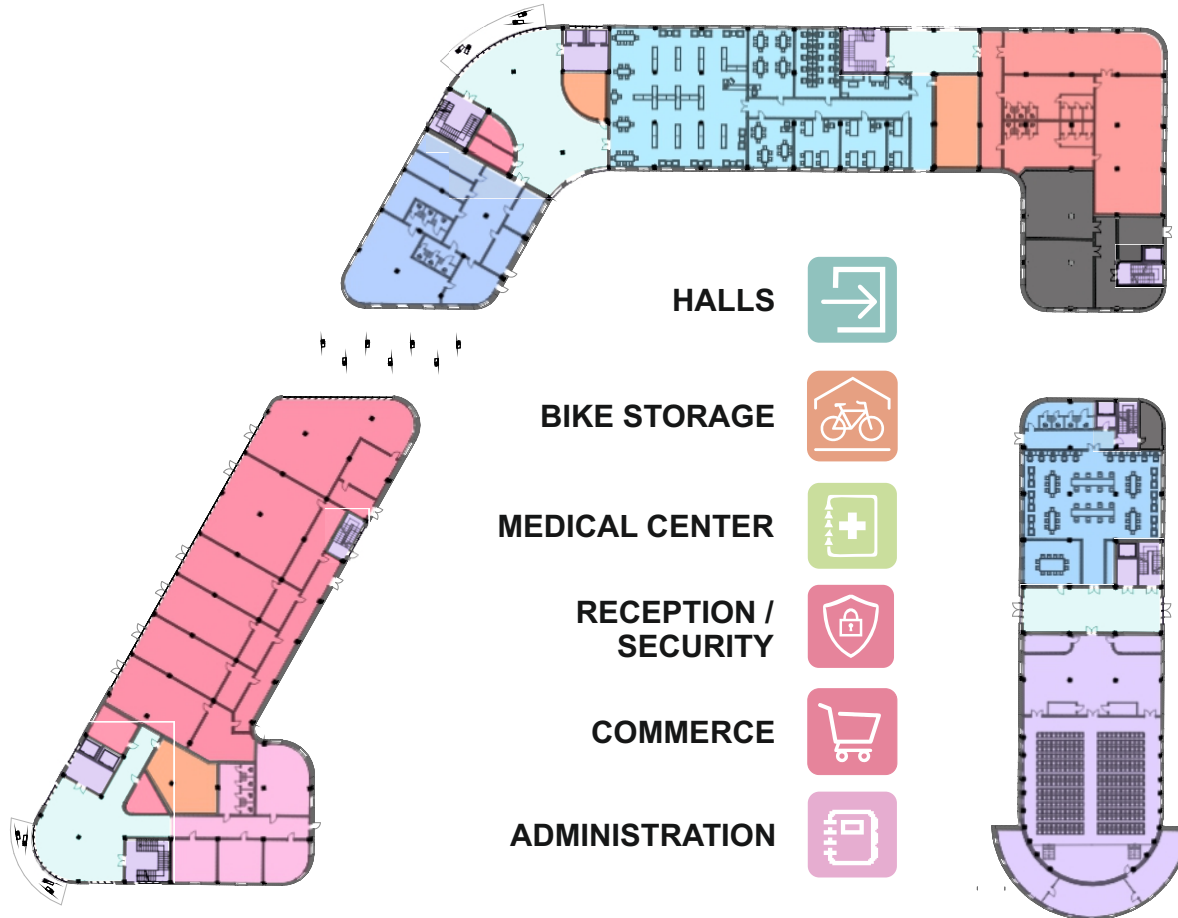 HALLS
BIKE STORAGE
MEDICAL CENTER
RECEPTION /
SECURITY
COMMERCE
ADMINISTRATION